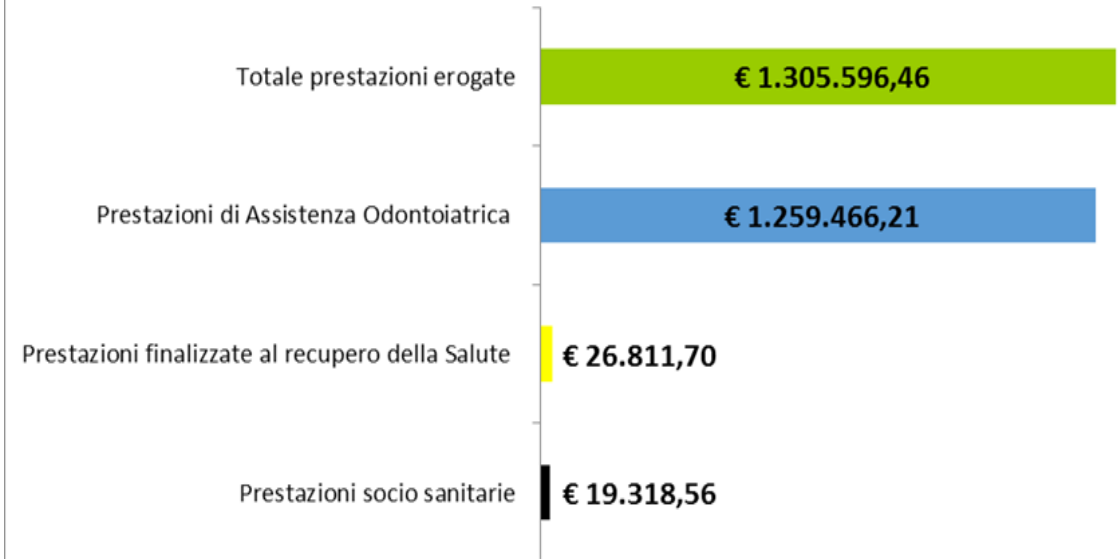 Totale prestazioni erogate € 1.305.596,46
Prestazioni di Assistenza Odontoiatrica € 1.259.466,21
Prestazioni finalizzate al recupero della Salute € 26.811,70
Prestazioni socio sanitarie € 19.318,56